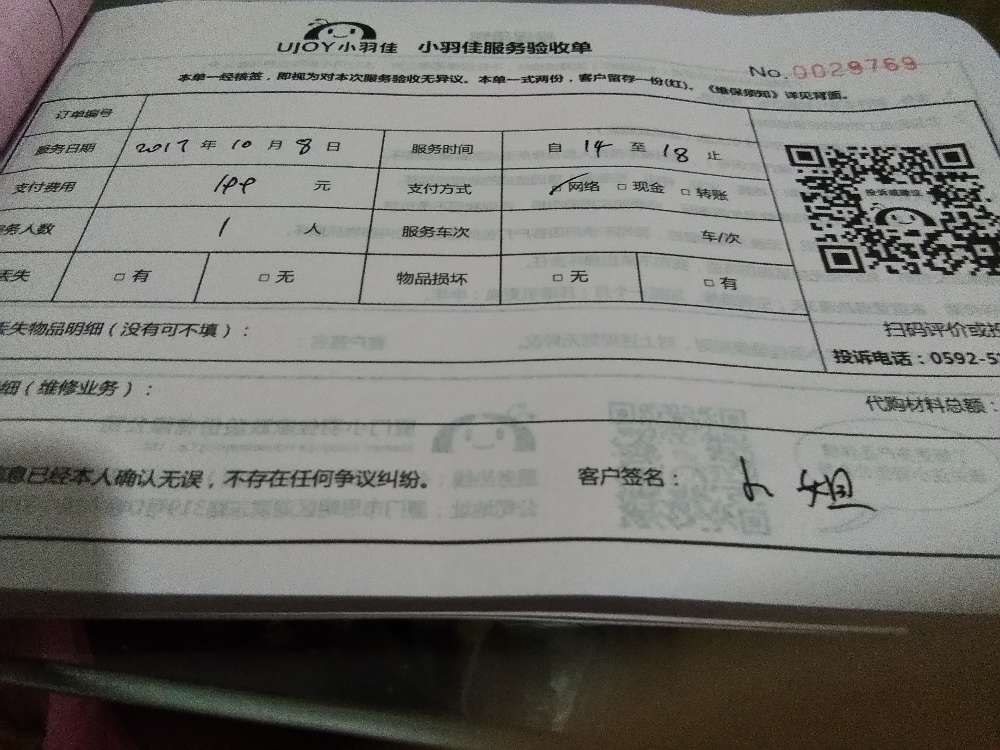 UJOY小羽佳 小羽佳服务验收单
No.0029769
本单一经核签，即视为对本次服务验收无异议。本单一式两份，客户留存一份(红)。《维保须知》详见背面。
订单编号
服务日期 2017 年 10 月 8 日 服务时间 自 14 至 18 止
支付费用 元 支付方式 ☑网络 □现金 □转账
务人数 1 人 服务车次 车/次
丢失 □有 □无 物品损坏 □无 □有
投诉或建议
扫码评价或投
投诉电话：0592-5
丢失物品明细（没有可不填）：
细（维修业务）： 代购材料总额：
信息已经本人确认无误，不存在任何争议纠纷。 客户签名： 姐